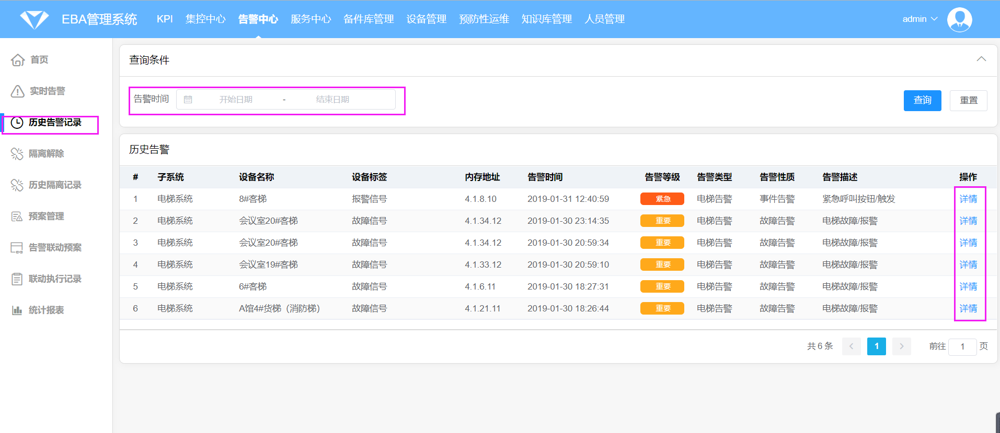 EBA管理系统 KPI 集控中心 告警中心 服务中心 备件库管理 设备管理 预防性运维 知识库管理 人员管理 admin
首页
实时告警
历史告警记录
隔离解除
历史隔离记录
预案管理
告警联动预案
联动执行记录
统计报表
查询条件
告警时间 开始日期 - 结束日期 查询 重置
历史告警
# 子系统 设备名称 设备标签 内存地址 告警时间 告警等级 告警类型 告警性质 告警描述 操作
1 电梯系统 8#客梯 报警信号 4.1.8.10 2019-01-31 12:40:59 紧急 电梯告警 事件告警 紧急呼叫按钮/触发 详情
2 电梯系统 会议室20#客梯 故障信号 4.1.34.12 2019-01-30 23:14:35 重要 电梯告警 故障告警 电梯故障/报警 详情
3 电梯系统 会议室20#客梯 故障信号 4.1.34.12 2019-01-30 20:59:34 重要 电梯告警 故障告警 电梯故障/报警 详情
4 电梯系统 会议室19#客梯 故障信号 4.1.33.12 2019-01-30 20:59:10 重要 电梯告警 故障告警 电梯故障/报警 详情
5 电梯系统 6#客梯 故障信号 4.1.6.11 2019-01-30 18:27:31 重要 电梯告警 故障告警 电梯故障/报警 详情
6 电梯系统 A馆4#货梯（消防梯） 故障信号 4.1.21.11 2019-01-30 18:26:44 重要 电梯告警 故障告警 电梯故障/报警 详情
共 6 条 1 前往 1 页